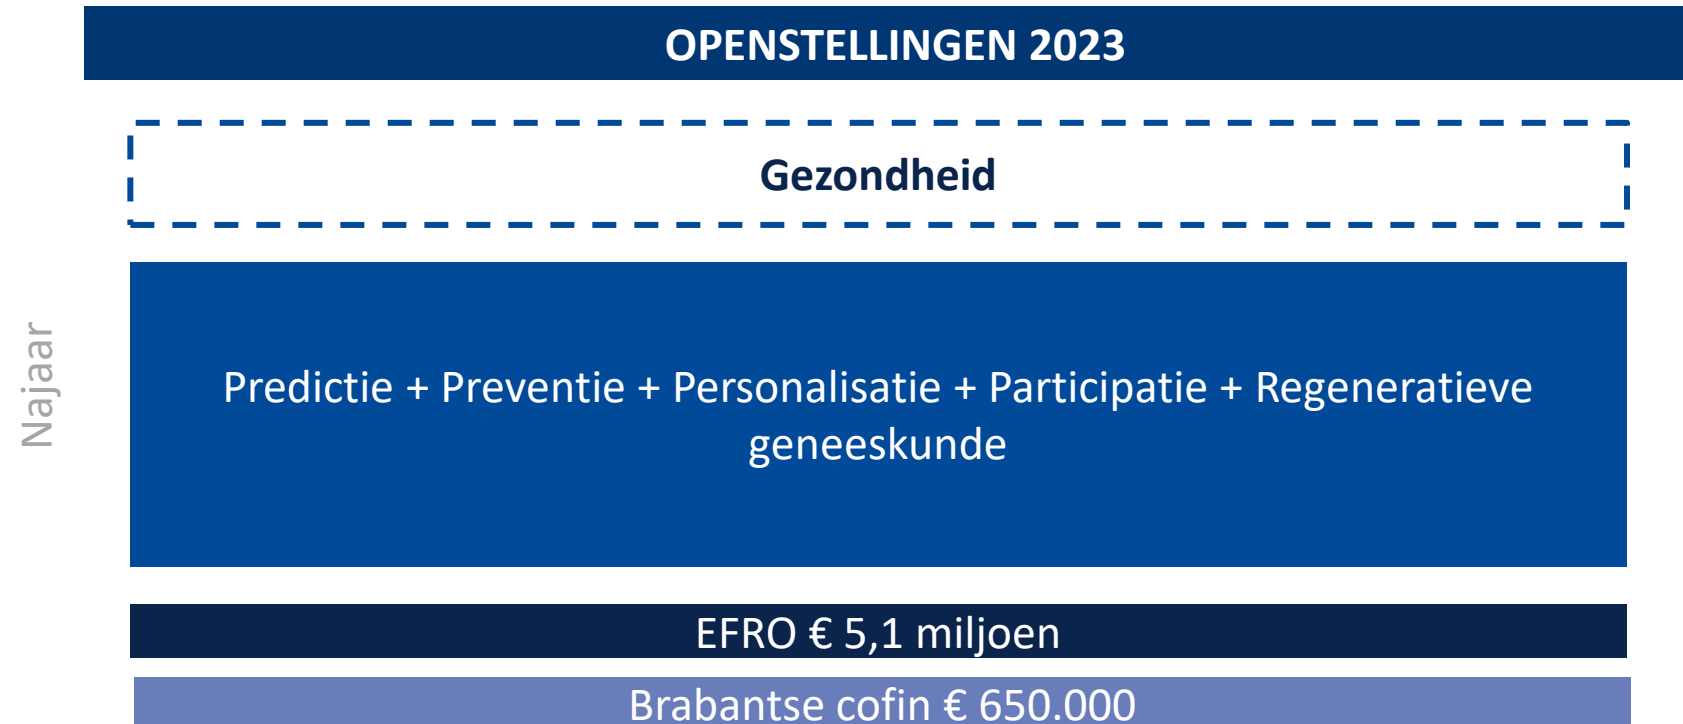 OPENSTELLINGEN 2023
Gezondheid
Najaar
Predictie + Preventie + Personalisatie + Participatie + Regeneratieve
geneeskunde
EFRO € 5,1 miljoen
Brabantse cofin € 650.000